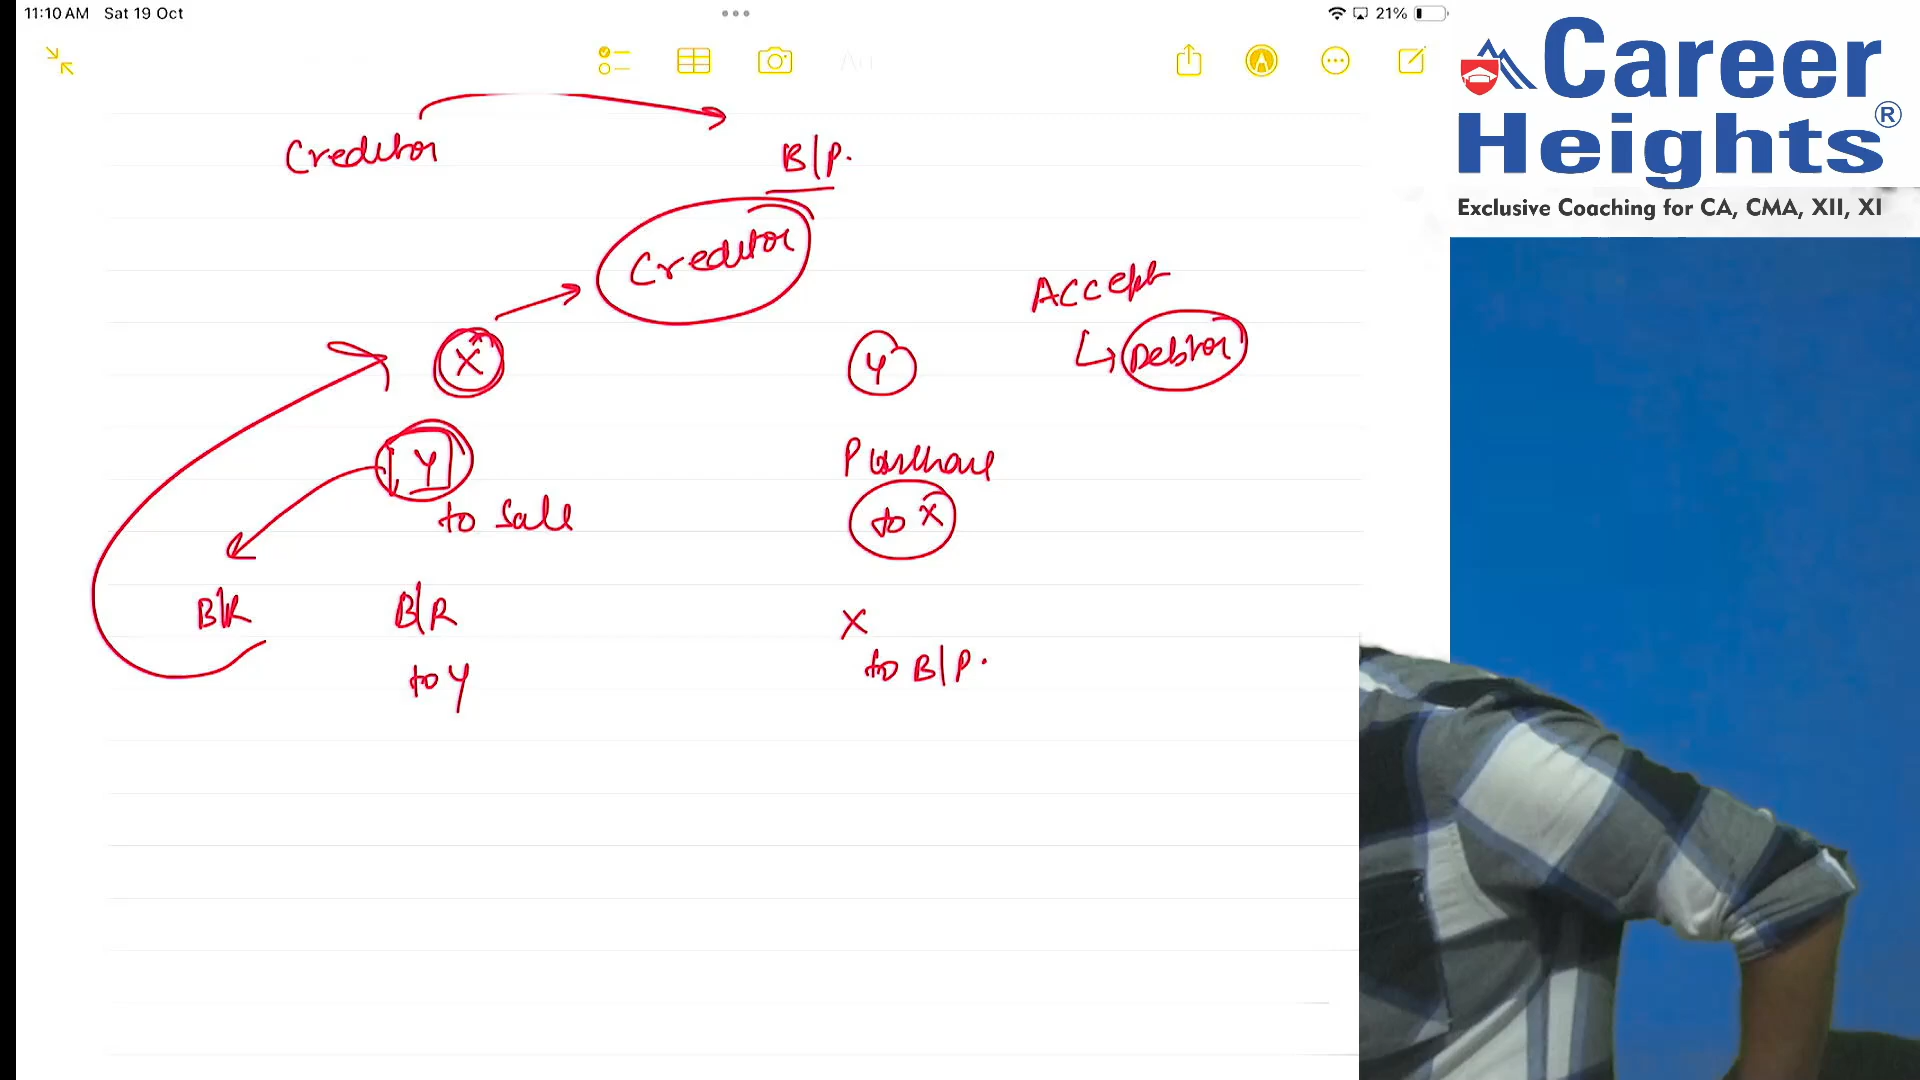 11:10 AM Sat 19 Oct
21%
Career
Heights®
Exclusive Coaching for CA, CMA, XII, XI
Creditor B/P.
Creditor
Accept
Debtor
X Y
Y
to Sale
Purchase
to X
B/R B/R
to Y
X
to B/P.